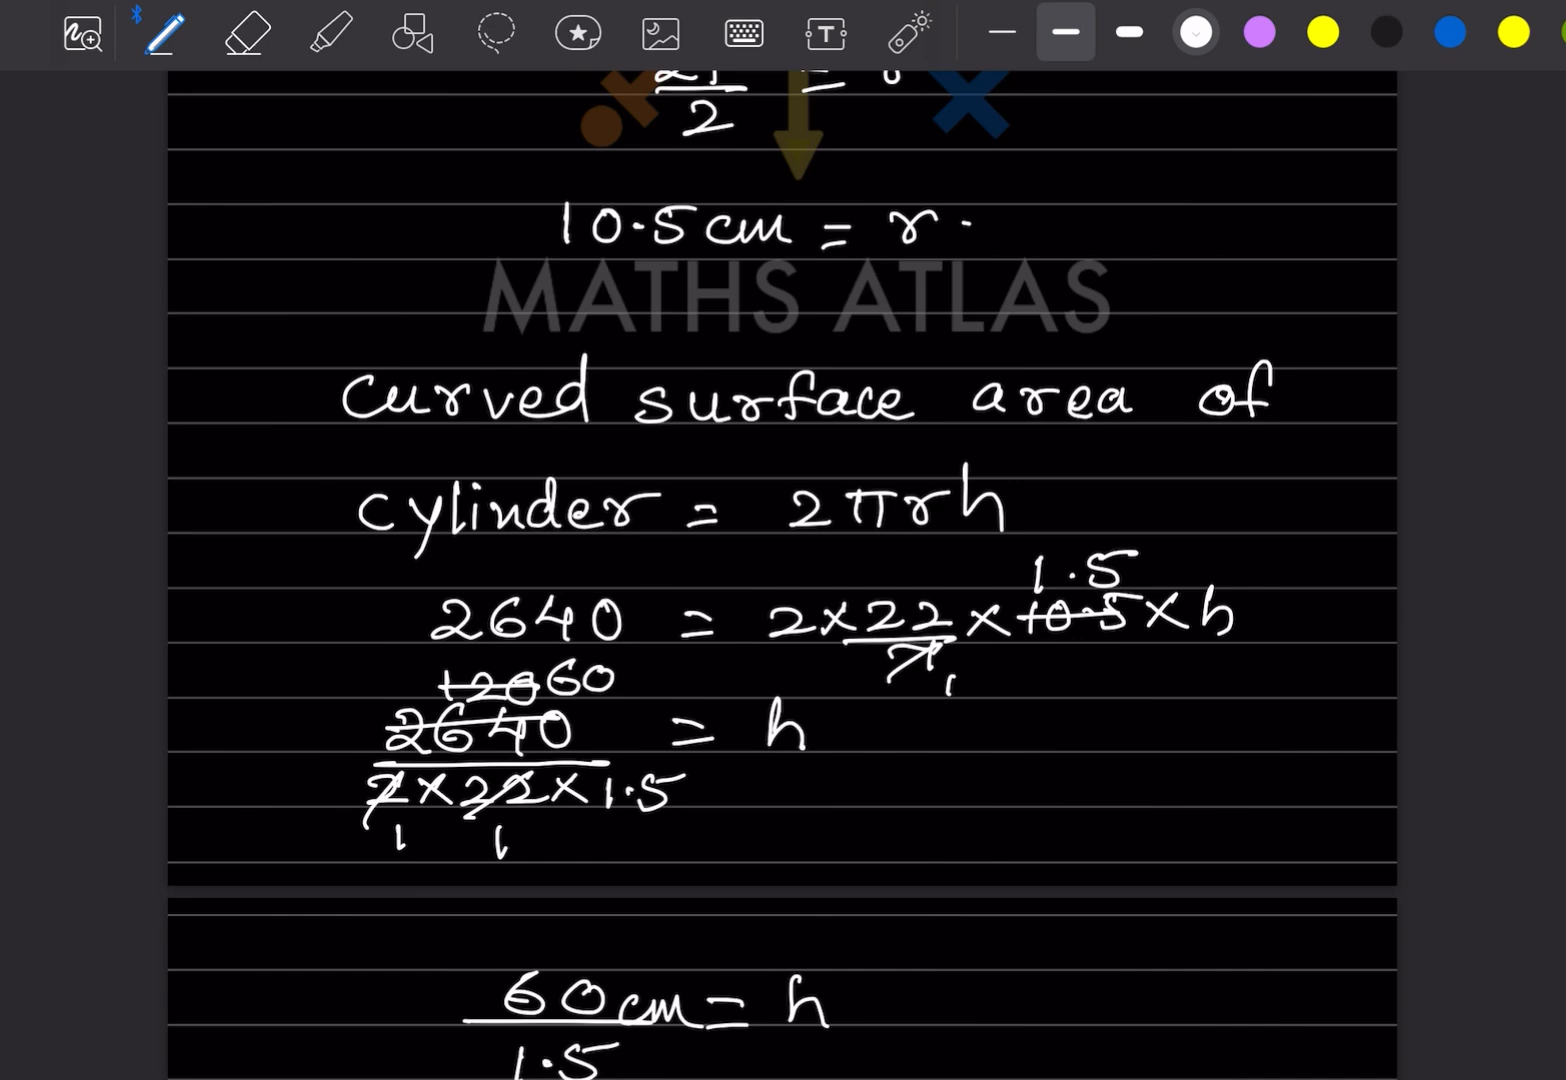 2
10.5 cm = r.
MATHS ATLAS
curved surface area of
cylinder = 2πrh
1.5
2640 = 2×22×10.5×h
7 1
120 60
2640 = h
2×22×1.5
1 1
60 cm = h
1.5